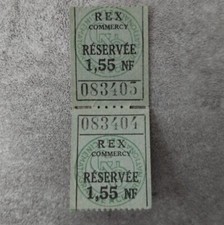 REX
COMMERCY
RÉSERVÉE
1,55 NF
083405
083404
REX
COMMERCY
RÉSERVÉE
1,55 NF